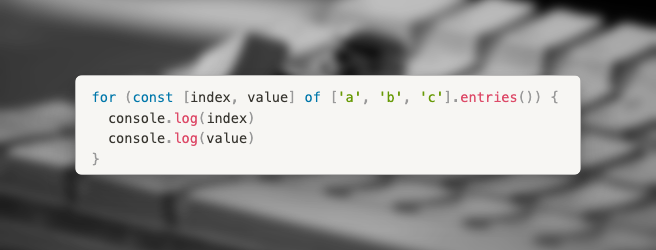 for (const [index, value] of ['a', 'b', 'c'].entries()) {
  console.log(index)
  console.log(value)
}